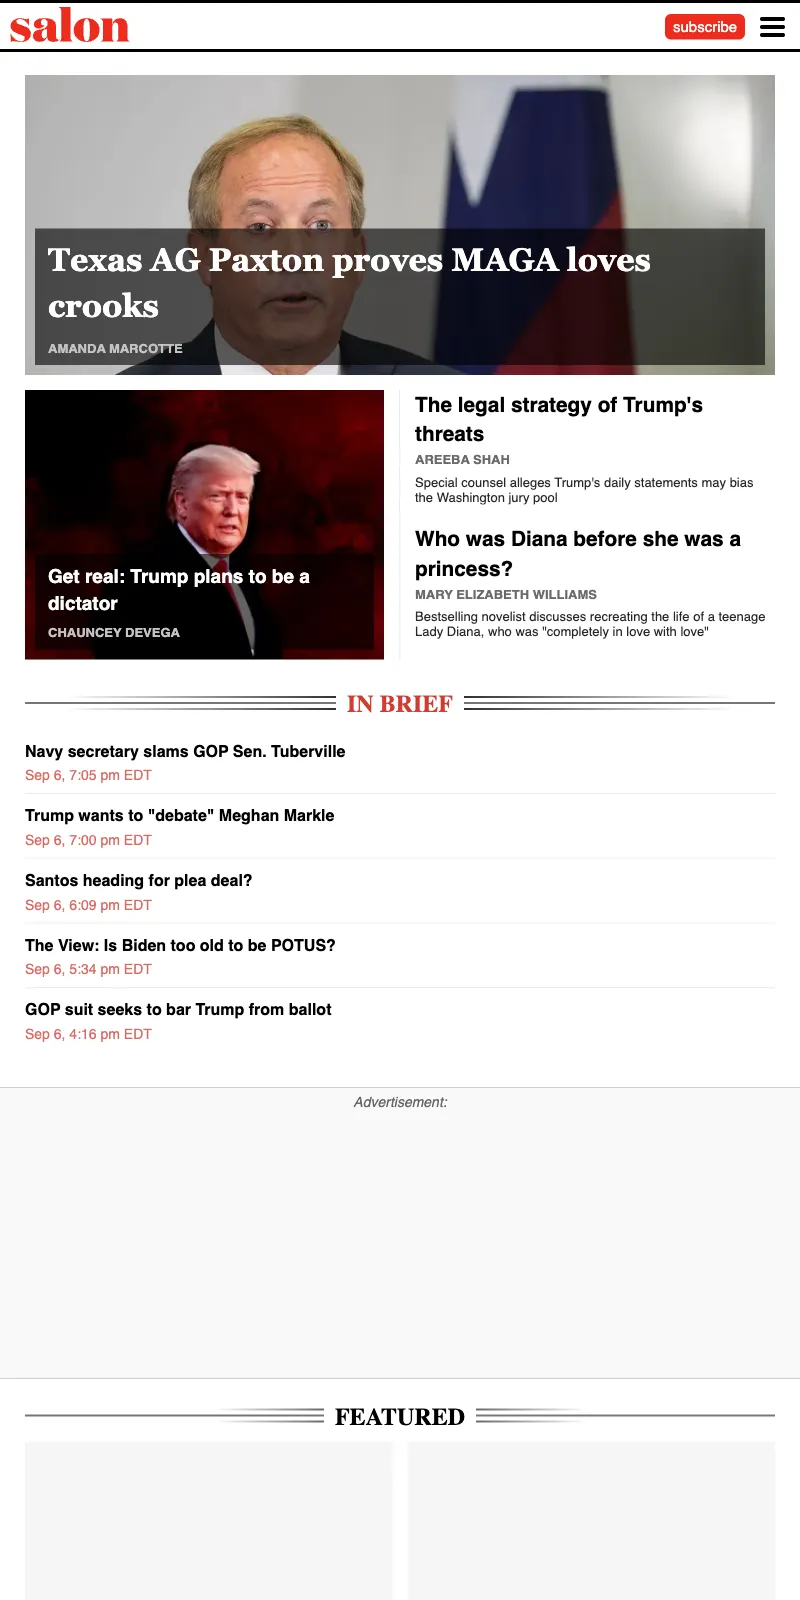 salon
subscribe
Texas AG Paxton proves MAGA loves
crooks
AMANDA MARCOTTE
Get real: Trump plans to be a
dictator
CHAUNCEY DEVEGA
The legal strategy of Trump's
threats
AREEBA SHAH
Special counsel alleges Trump's daily statements may bias
the Washington jury pool
Who was Diana before she was a
princess?
MARY ELIZABETH WILLIAMS
Bestselling novelist discusses recreating the life of a teenage
Lady Diana, who was "completely in love with love"
IN BRIEF
Navy secretary slams GOP Sen. Tuberville
Sep 6, 7:05 pm EDT
Trump wants to "debate" Meghan Markle
Sep 6, 7:00 pm EDT
Santos heading for plea deal?
Sep 6, 6:09 pm EDT
The View: Is Biden too old to be POTUS?
Sep 6, 5:34 pm EDT
GOP suit seeks to bar Trump from ballot
Sep 6, 4:16 pm EDT
Advertisement:
FEATURED